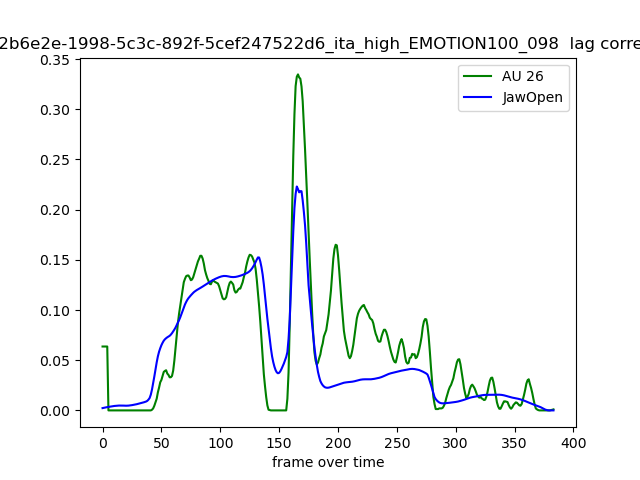 2b6e2e-1998-5c3c-892f-5cef247522d6_ita_high_EMOTION100_098 lag corre
AU 26
JawOpen
0.35
0.30
0.25
0.20
0.15
0.10
0.05
0.00
0 50 100 150 200 250 300 350 400
frame over time